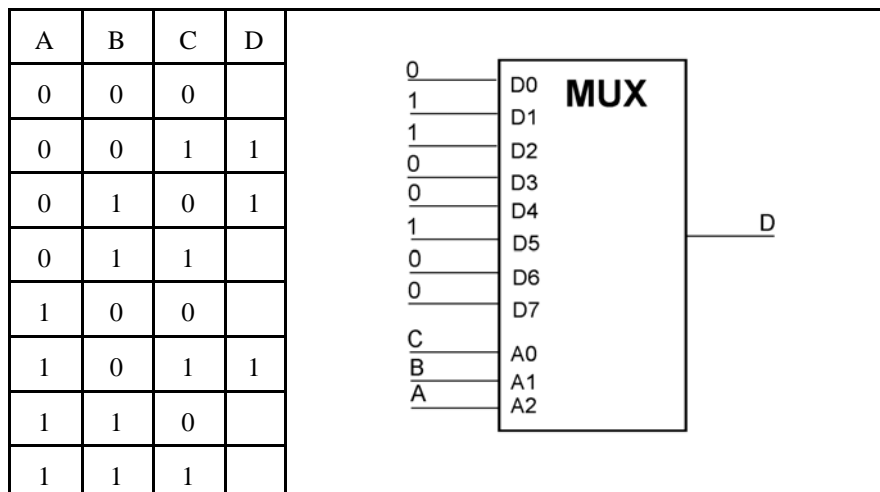 A B C D
0 0 0
0 0 1 1
0 1 0 1
0 1 1
1 0 0
1 0 1 1
1 1 0
1 1 1
MUX
0 D0
1 D1
1 D2
0 D3
0 D4
1 D5
0 D6
0 D7
C A0
B A1
A A2
D